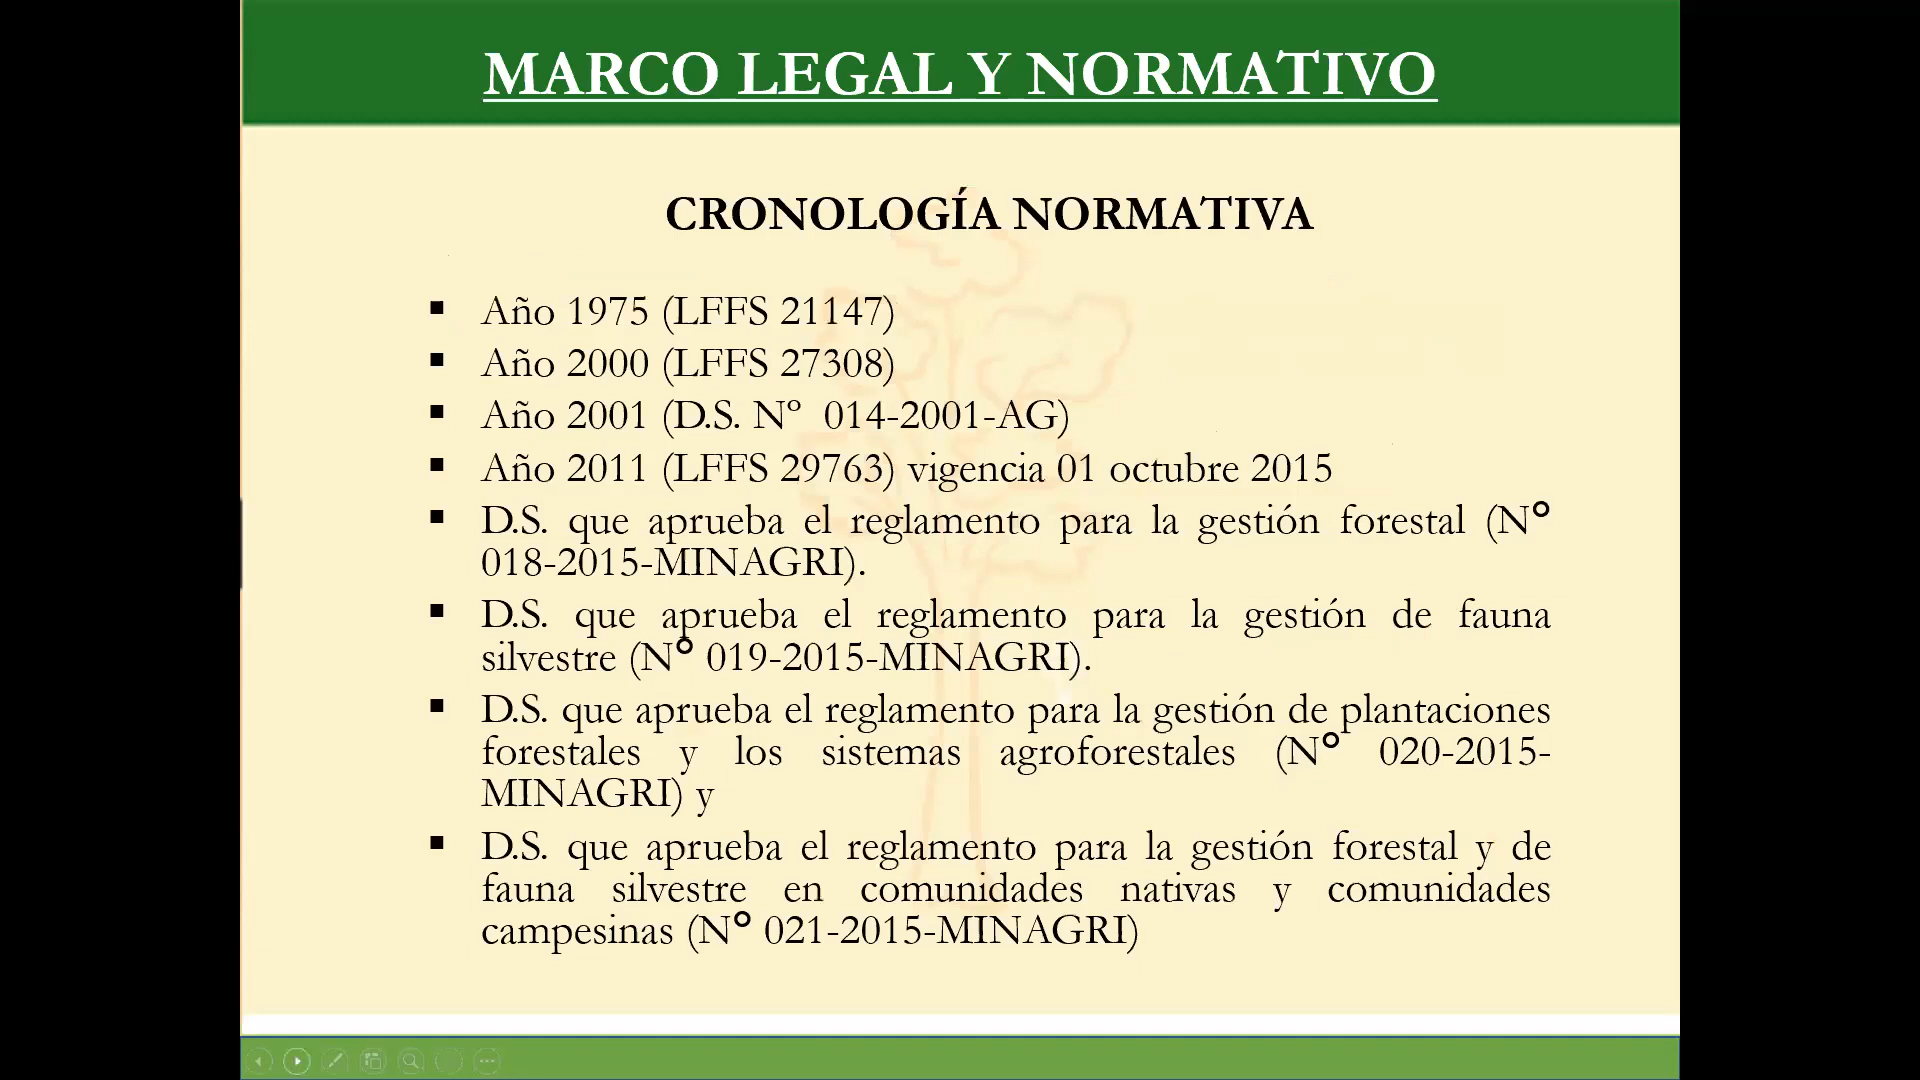 MARCO LEGAL Y NORMATIVO
CRONOLOGÍA NORMATIVA
▪ Año 1975 (LFFS 21147)
▪ Año 2000 (LFFS 27308)
▪ Año 2001 (D.S. Nº 014-2001-AG)
▪ Año 2011 (LFFS 29763) vigencia 01 octubre 2015
▪ D.S. que aprueba el reglamento para la gestión forestal (N°
018-2015-MINAGRI).
▪ D.S. que aprueba el reglamento para la gestión de fauna
silvestre (N° 019-2015-MINAGRI).
▪ D.S. que aprueba el reglamento para la gestión de plantaciones
forestales y los sistemas agroforestales (N° 020-2015-
MINAGRI) y
▪ D.S. que aprueba el reglamento para la gestión forestal y de
fauna silvestre en comunidades nativas y comunidades
campesinas (N° 021-2015-MINAGRI)